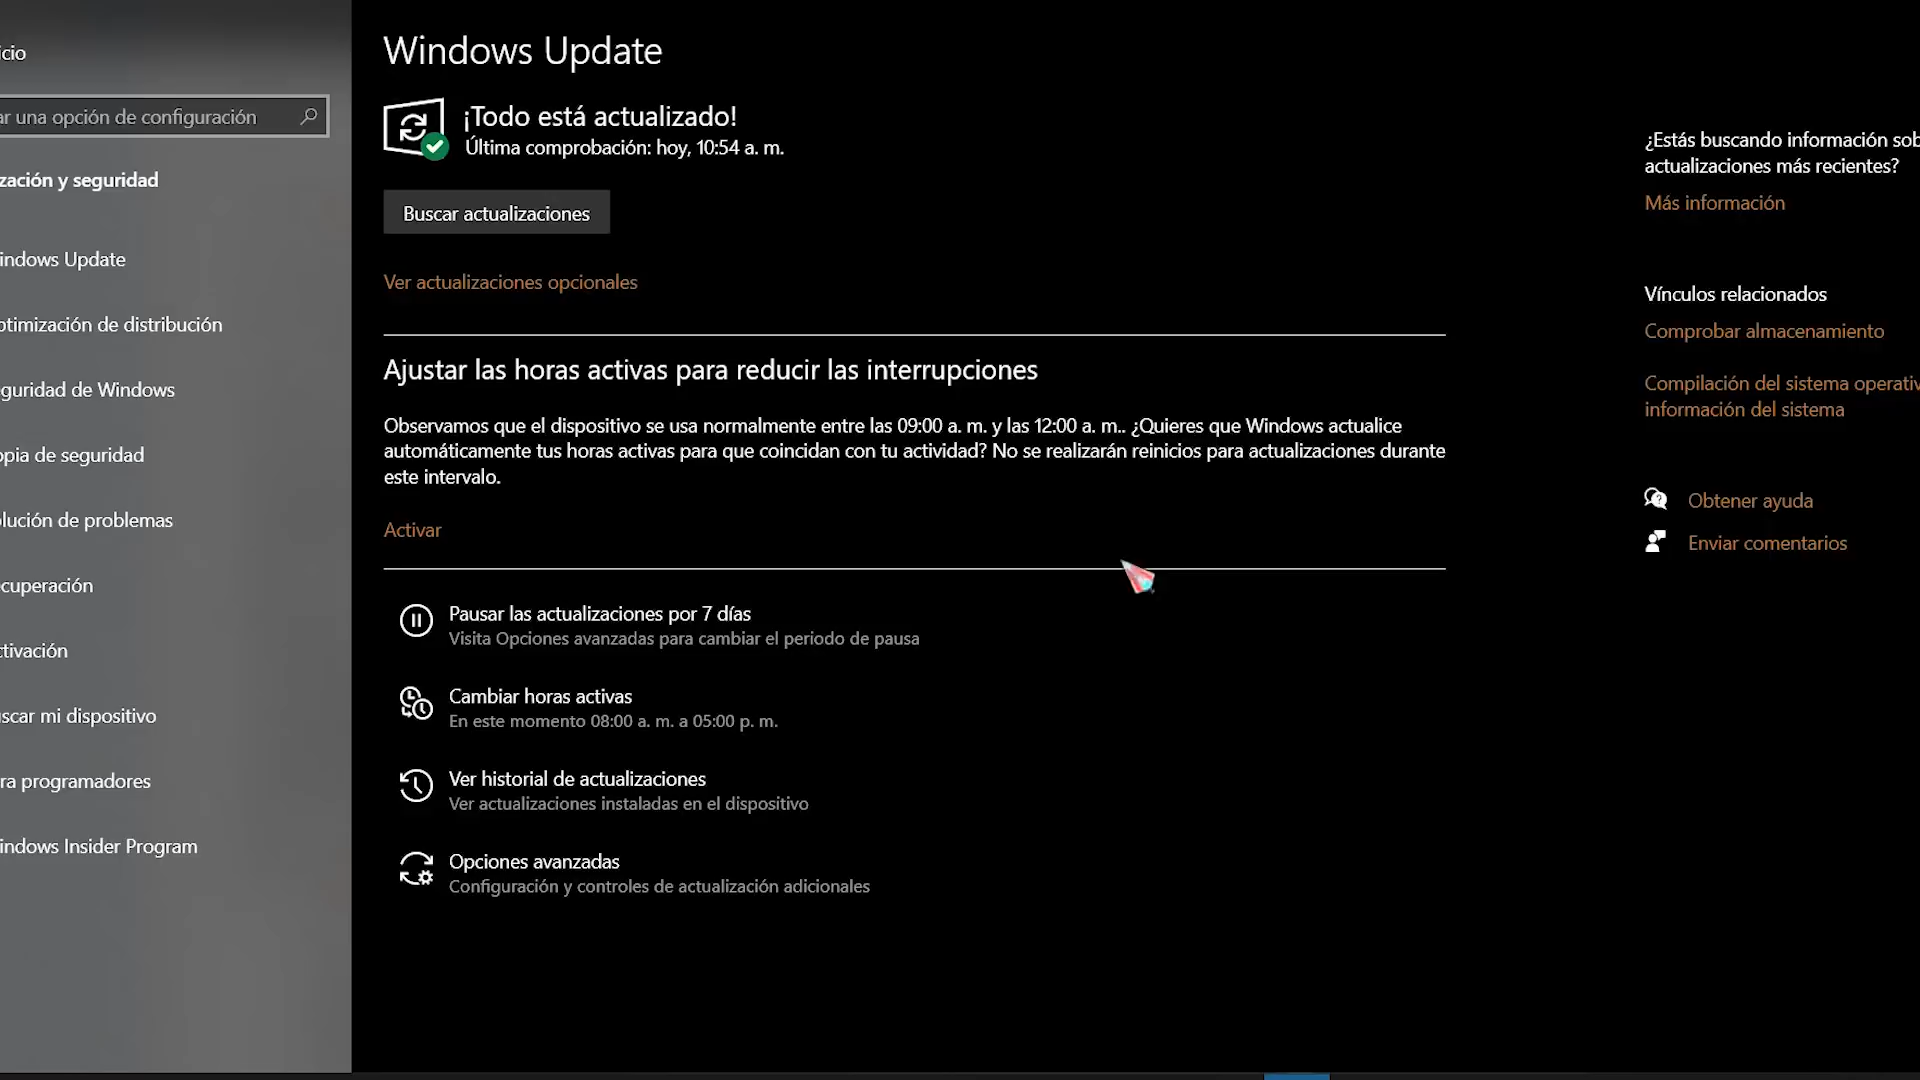 icio
ar una opción de configuración
zación y seguridad
indows Update
ptimización de distribución
guridad de Windows
opia de seguridad
olución de problemas
cuperación
ctivación
scar mi dispositivo
ra programadores
indows Insider Program
Windows Update
¡Todo está actualizado!
Última comprobación: hoy, 10:54 a. m.
Buscar actualizaciones
Ver actualizaciones opcionales
Ajustar las horas activas para reducir las interrupciones
Observamos que el dispositivo se usa normalmente entre las 09:00 a. m. y las 12:00 a. m.. ¿Quieres que Windows actualice
automáticamente tus horas activas para que coincidan con tu actividad? No se realizarán reinicios para actualizaciones durante
este intervalo.
Activar
Pausar las actualizaciones por 7 días
Visita Opciones avanzadas para cambiar el período de pausa
Cambiar horas activas
En este momento 08:00 a. m. a 05:00 p. m.
Ver historial de actualizaciones
Ver actualizaciones instaladas en el dispositivo
Opciones avanzadas
Configuración y controles de actualización adicionales
¿Estás buscando información sob
actualizaciones más recientes?
Más información
Vínculos relacionados
Comprobar almacenamiento
Compilación del sistema operativ
información del sistema
Obtener ayuda
Enviar comentarios